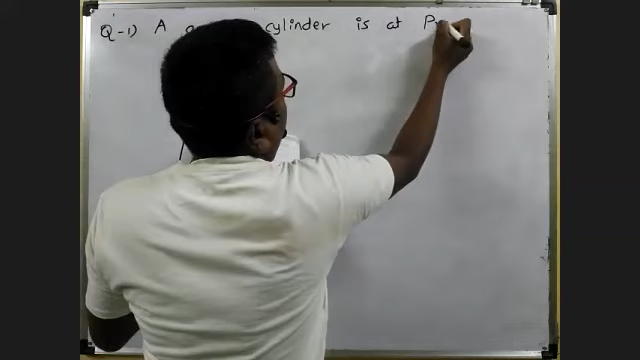 Q-1) A cylinder is at